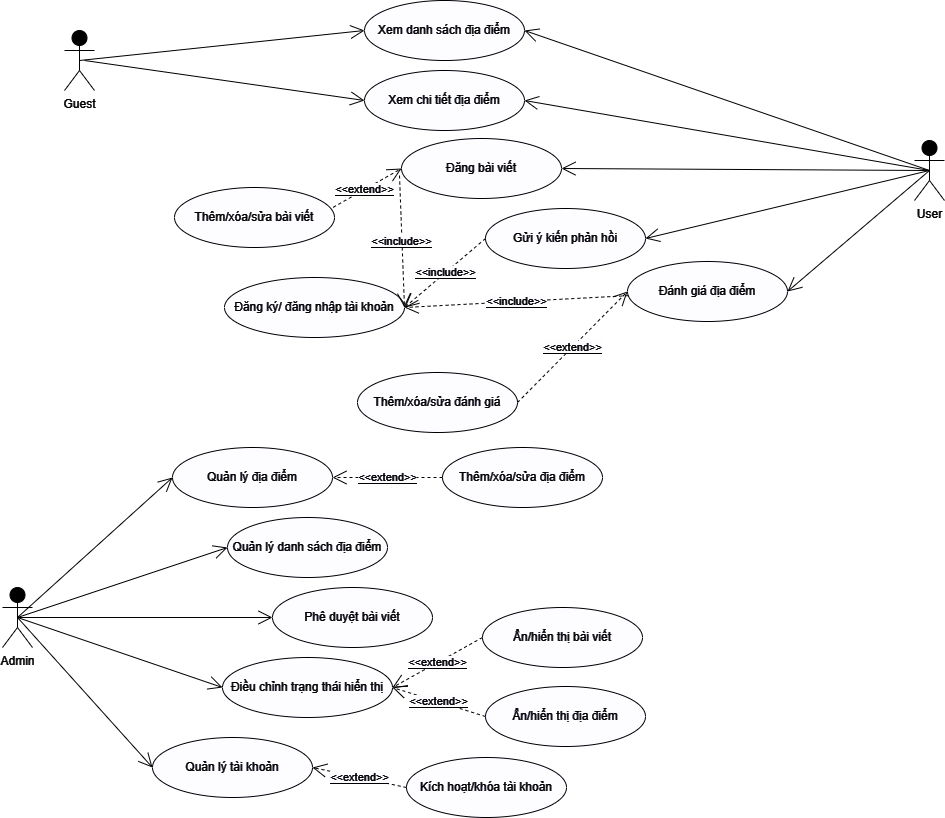 Xem danh sách địa điểm
Guest
Xem chi tiết địa điểm
Đăng bài viết
<<extend>>
Thêm/xóa/sửa bài viết
User
<<include>>
Gửi ý kiến phản hồi
<<include>>
Đăng ký/ đăng nhập tài khoản
<<include>>
Đánh giá địa điểm
<<extend>>
Thêm/xóa/sửa đánh giá
Quản lý địa điểm
<<extend>>
Thêm/xóa/sửa địa điểm
Quản lý danh sách địa điểm
Phê duyệt bài viết
Admin
Ẩn/hiển thị bài viết
<<extend>>
Điều chỉnh trạng thái hiển thị
<<extend>>
Ẩn/hiển thị địa điểm
Quản lý tài khoản
<<extend>>
Kích hoạt/khóa tài khoản